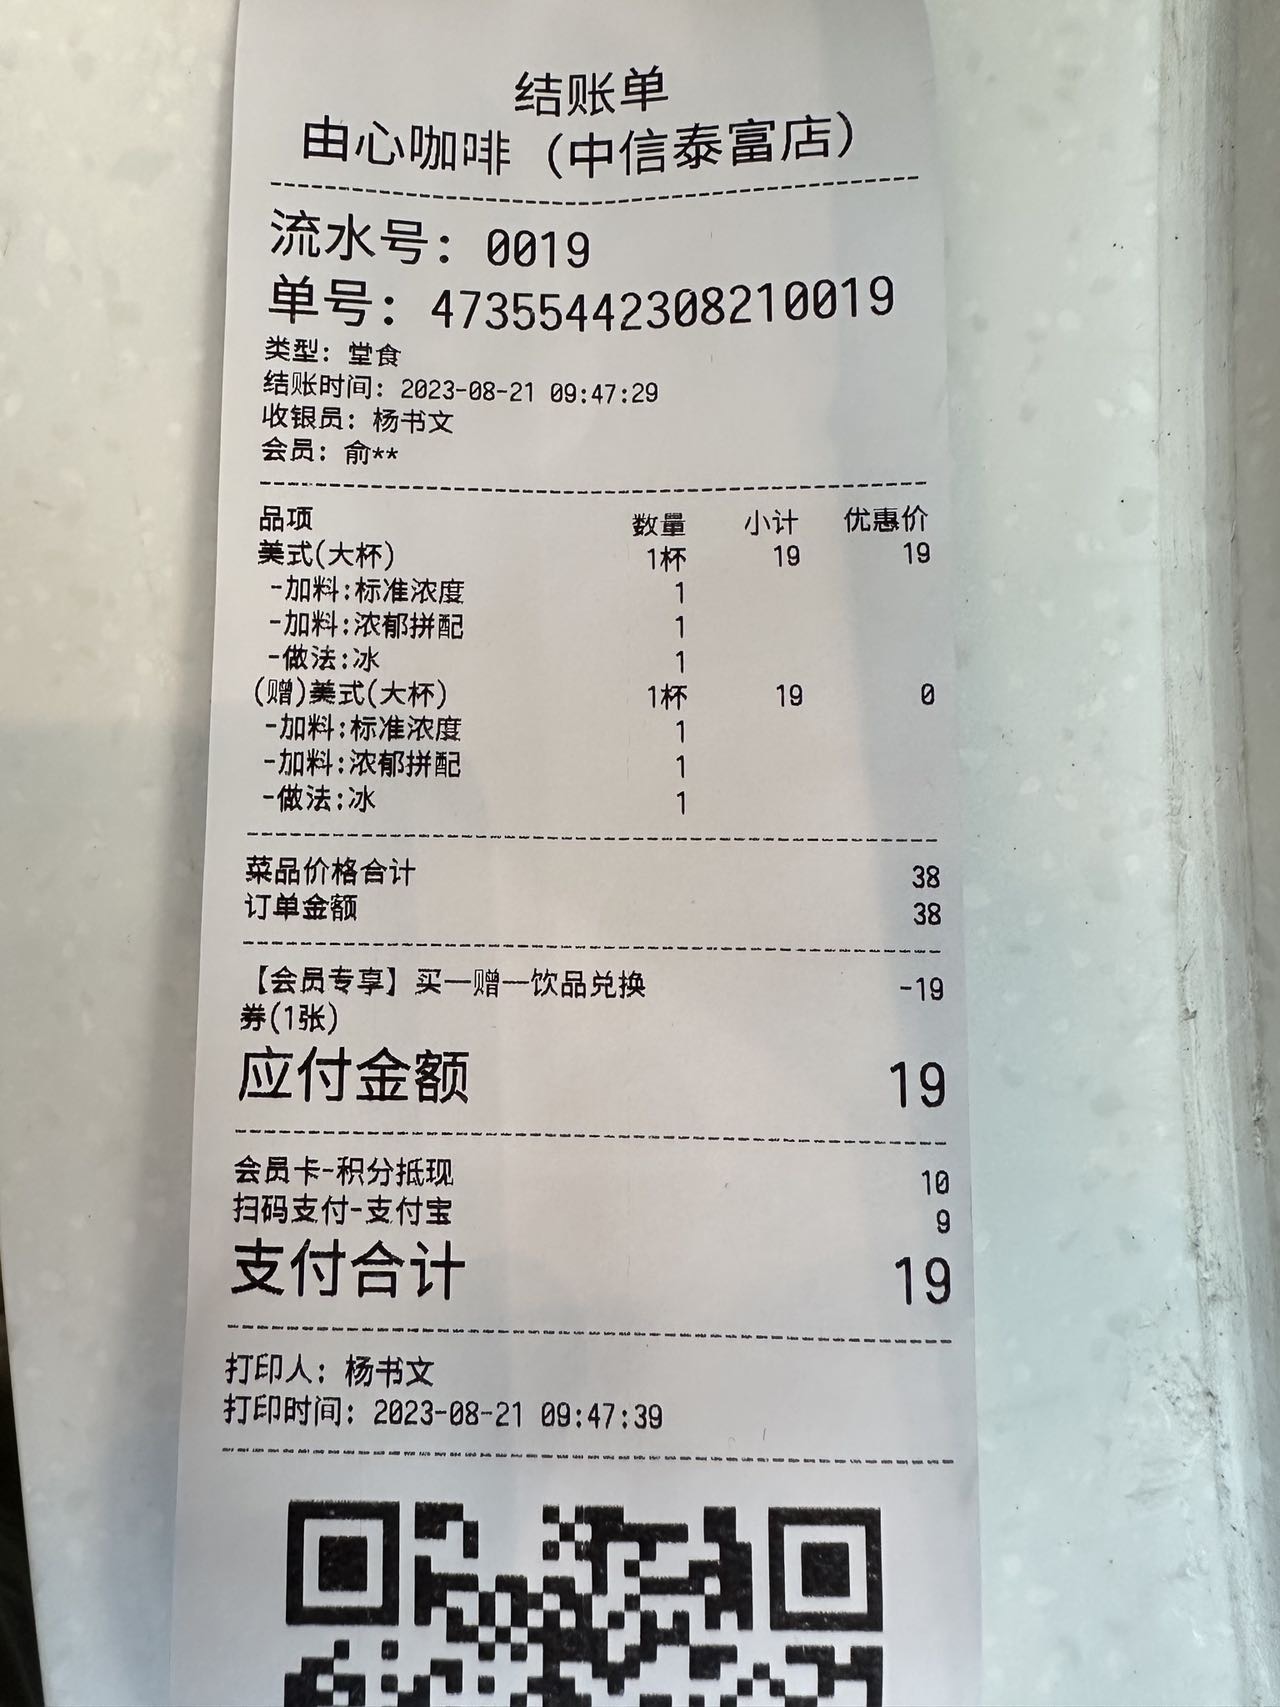 结账单
由心咖啡（中信泰富店）
流水号：0019
单号：47355442308210019
类型：堂食
结账时间：2023-08-21 09:47:29
收银员：杨书文
会员：俞**
品项 数量 小计 优惠价
美式(大杯) 1杯 19 19
-加料:标准浓度 1
-加料:浓郁拼配 1
-做法:冰 1
(赠)美式(大杯) 1杯 19 0
-加料:标准浓度 1
-加料:浓郁拼配 1
-做法:冰 1
菜品价格合计 38
订单金额 38
【会员专享】买一赠一饮品兑换 -19
券(1张)
应付金额 19
会员卡-积分抵现 10
扫码支付-支付宝 9
支付合计 19
打印人：杨书文
打印时间：2023-08-21 09:47:39